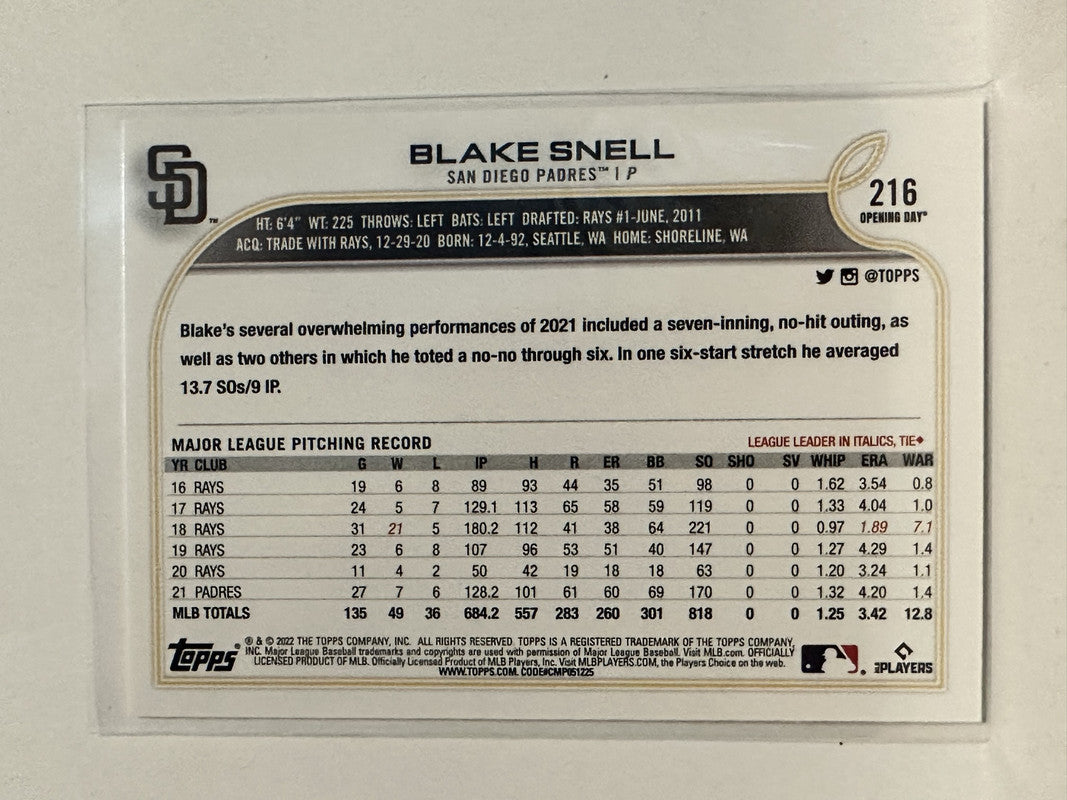 SD™
BLAKE SNELL
SAN DIEGO PADRES™ | P
216
OPENING DAY®
HT: 6'4" WT: 225 THROWS: LEFT BATS: LEFT DRAFTED: RAYS #1-JUNE, 2011
ACQ: TRADE WITH RAYS, 12-29-20 BORN: 12-4-92, SEATTLE, WA HOME: SHORELINE, WA
@TOPPS
Blake's several overwhelming performances of 2021 included a seven-inning, no-hit outing, as
well as two others in which he toted a no-no through six. In one six-start stretch he averaged
13.7 SOs/9 IP.
MAJOR LEAGUE PITCHING RECORD LEAGUE LEADER IN ITALICS, TIE◆
YR CLUB G W L IP H R ER BB SO SHO SV WHIP ERA WAR
16 RAYS 19 6 8 89 93 44 35 51 98 0 0 1.62 3.54 0.8
17 RAYS 24 5 7 129.1 113 65 58 59 119 0 0 1.33 4.04 1.0
18 RAYS 31 21 5 180.2 112 41 38 64 221 0 0 0.97 1.89 7.1
19 RAYS 23 6 8 107 96 53 51 40 147 0 0 1.27 4.29 1.4
20 RAYS 11 4 2 50 42 19 18 18 63 0 0 1.20 3.24 1.1
21 PADRES 27 7 6 128.2 101 61 60 69 170 0 0 1.32 4.20 1.4
MLB TOTALS 135 49 36 684.2 557 283 260 301 818 0 0 1.25 3.42 12.8
Topps®
® & © 2022 THE TOPPS COMPANY, INC. ALL RIGHTS RESERVED. TOPPS IS A REGISTERED TRADEMARK OF THE TOPPS COMPANY,
INC. Major League Baseball trademarks and copyrights are used with permission of Major League Baseball. Visit MLB.com. OFFICIALLY
LICENSED PRODUCT OF MLB. Officially Licensed Product of MLB Players, Inc. Visit MLBPLAYERS.COM, the Players Choice on the web.
WWW.TOPPS.COM. CODE#CMP051225
MLB PLAYERS